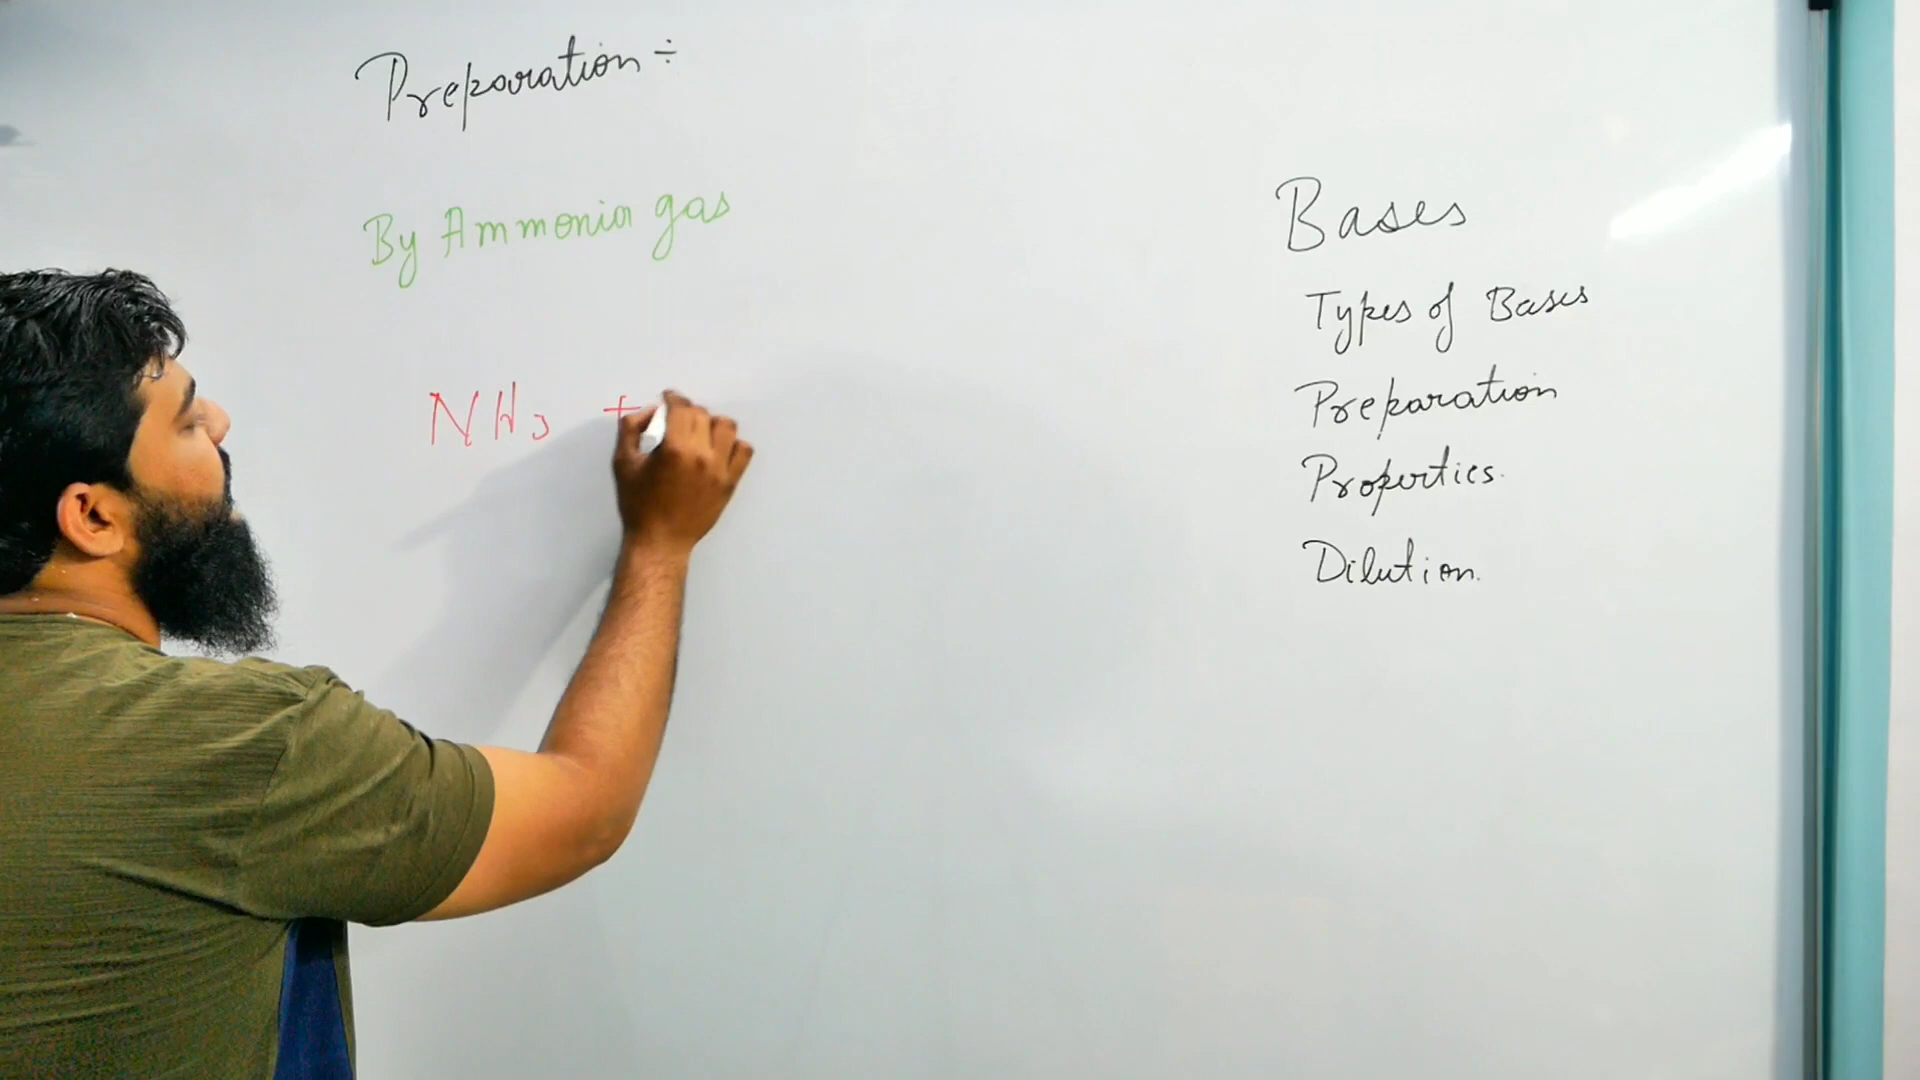 Preparation ÷
By Ammonia gas
NH3 +
Bases
Types of Bases
Preparation
Properties.
Dilution.